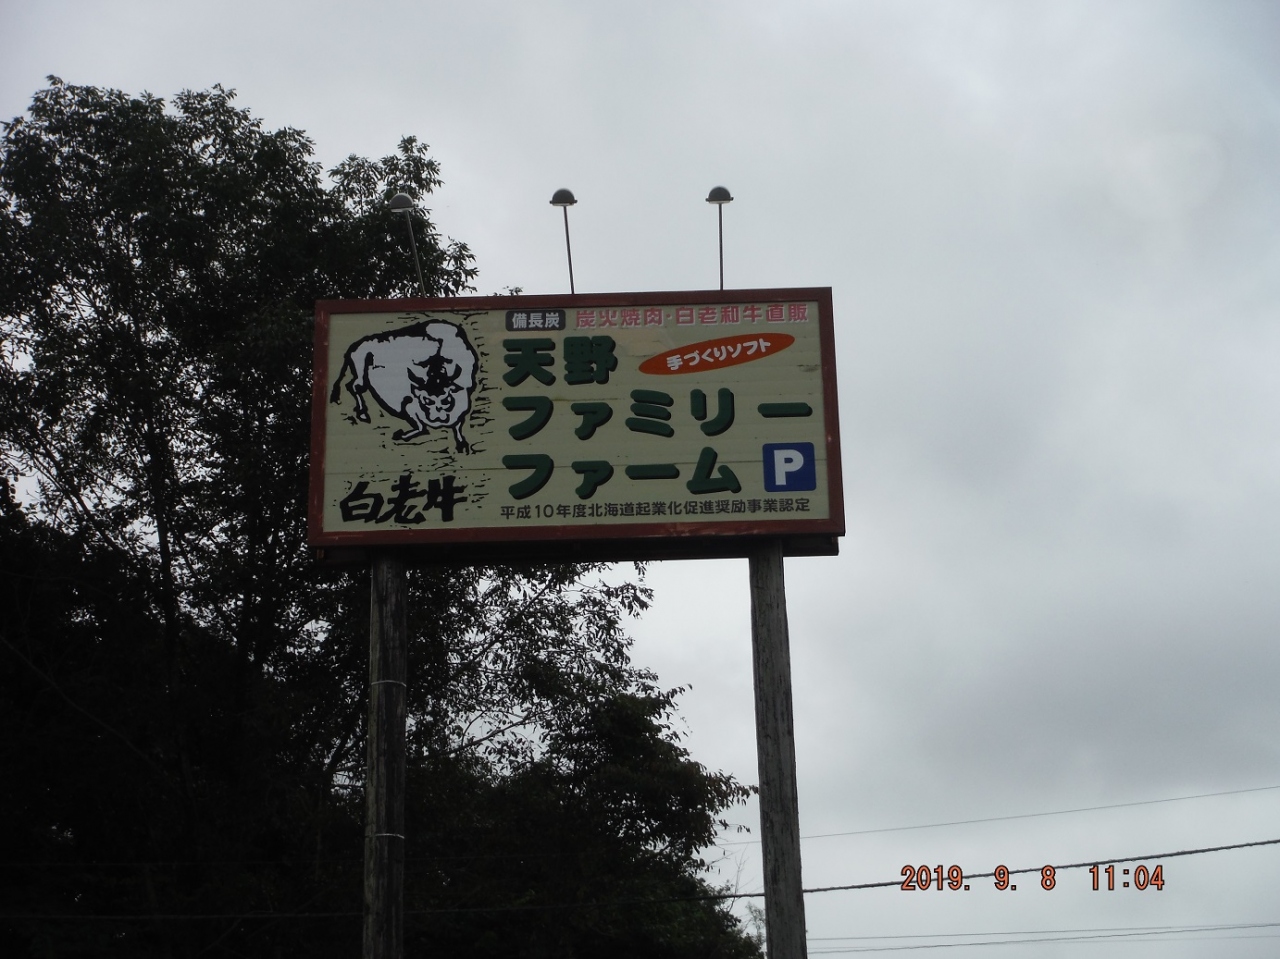 備長炭 炭火焼肉・白老和牛直販
天野
手づくりソフト
ファミリー
ファーム
P
白老牛
平成10年度北海道起業化促進奨励事業認定
2019. 9. 8 11:04